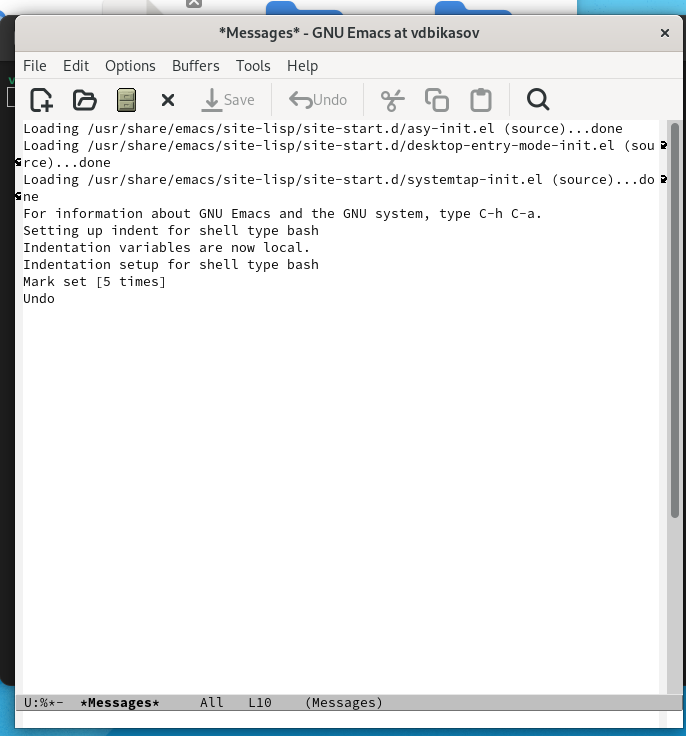 *Messages* - GNU Emacs at vdbikasov
File Edit Options Buffers Tools Help
Save Undo
Loading /usr/share/emacs/site-lisp/site-start.d/asy-init.el (source)...done
Loading /usr/share/emacs/site-lisp/site-start.d/desktop-entry-mode-init.el (sou
rce)...done
Loading /usr/share/emacs/site-lisp/site-start.d/systemtap-init.el (source)...do
ne
For information about GNU Emacs and the GNU system, type C-h C-a.
Setting up indent for shell type bash
Indentation variables are now local.
Indentation setup for shell type bash
Mark set [5 times]
Undo
U:%*- *Messages* All L10 (Messages)